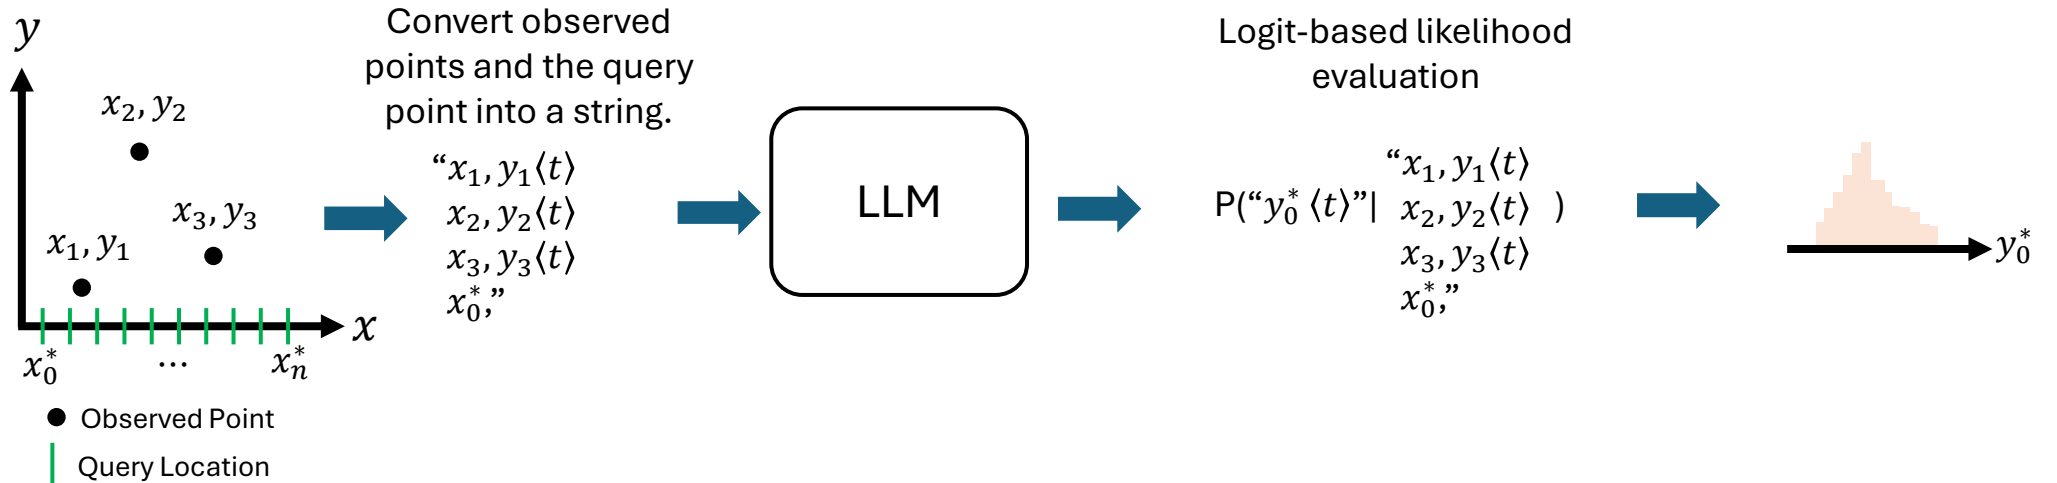 y
x₂, y₂
x₃, y₃
x₁, y₁
x
x₀* ... xₙ*
Observed Point
Query Location
Convert observed
points and the query
point into a string.
“x₁, y₁⟨t⟩
x₂, y₂⟨t⟩
x₃, y₃⟨t⟩
x₀*,”
LLM
Logit-based likelihood
evaluation
P(“y₀* ⟨t⟩”| “x₁, y₁⟨t⟩
x₂, y₂⟨t⟩ )
x₃, y₃⟨t⟩
x₀*,”
y₀*